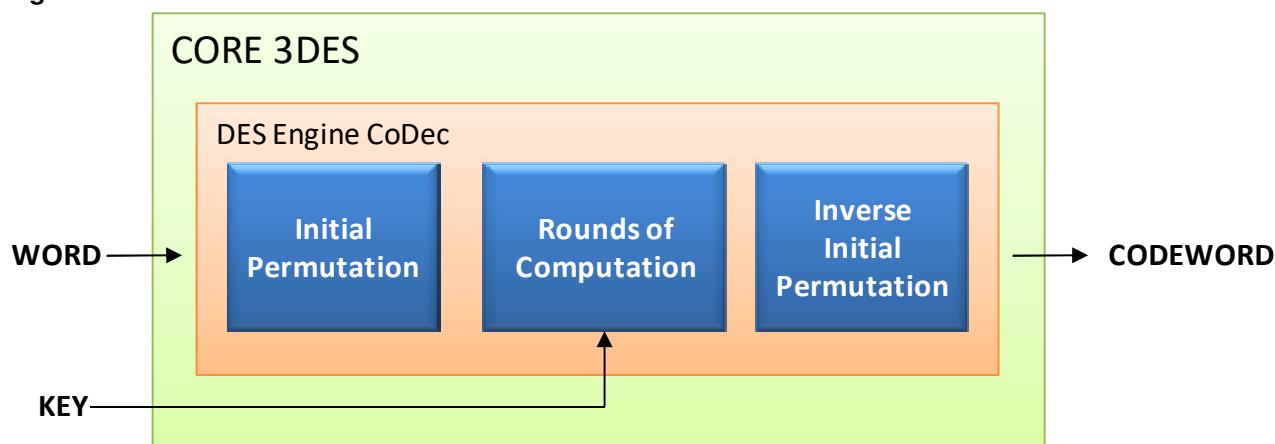 CORE 3DES
DES Engine CoDec
Initial
Permutation
Rounds of
Computation
Inverse
Initial
Permutation
WORD
CODEWORD
KEY